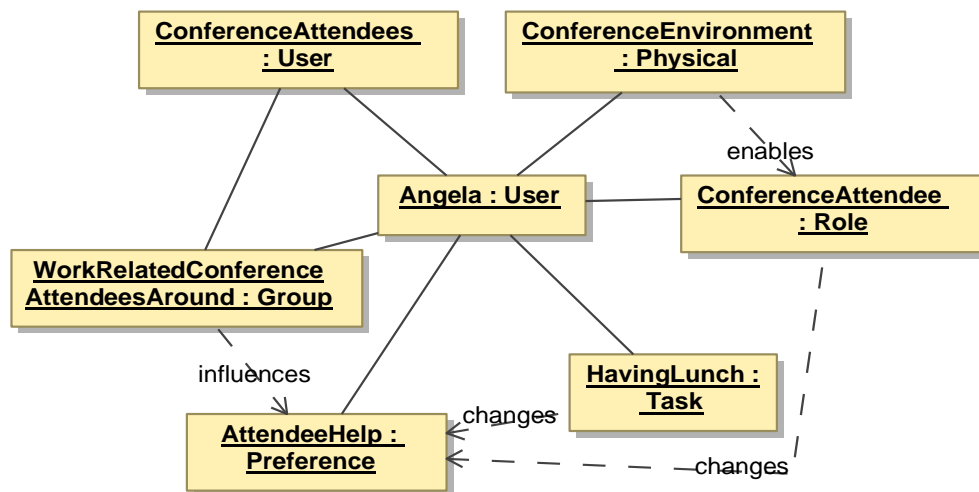 ConferenceAttendees
: User
ConferenceEnvironment
: Physical
enables
Angela : User
ConferenceAttendee
: Role
WorkRelatedConference
AttendeesAround : Group
influences
HavingLunch :
Task
changes
AttendeeHelp :
Preference
changes